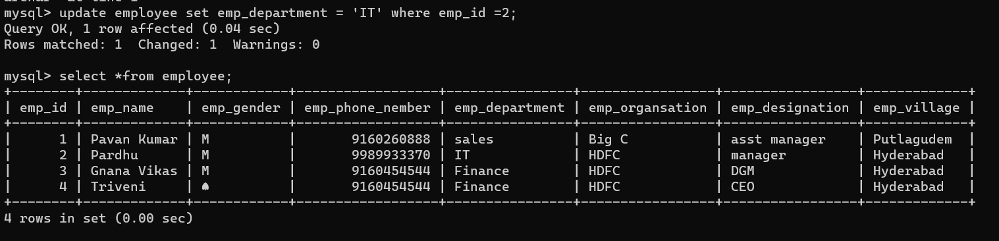 mysql> update employee set emp_department = 'IT' where emp_id =2;
Query OK, 1 row affected (0.04 sec)
Rows matched: 1  Changed: 1  Warnings: 0
mysql> select *from employee;
+--------+-------------+------------+------------------+----------------+-----------------+-----------------+-------------+
| emp_id | emp_name    | emp_gender | emp_phone_nember | emp_department | emp_organsation | emp_designation | emp_village |
+--------+-------------+------------+------------------+----------------+-----------------+-----------------+-------------+
|      1 | Pavan Kumar | M          |       9160260888 | sales          | Big C           | asst manager    | Putlagudem  |
|      2 | Pardhu      | M          |       9989933370 | IT             | HDFC            | manager         | Hyderabad   |
|      3 | Gnana Vikas | M          |       9160454544 | Finance        | HDFC            | DGM             | Hyderabad   |
|      4 | Triveni     | ♠          |       9160454544 | Finance        | HDFC            | CEO             | Hyderabad   |
+--------+-------------+------------+------------------+----------------+-----------------+-----------------+-------------+
4 rows in set (0.00 sec)